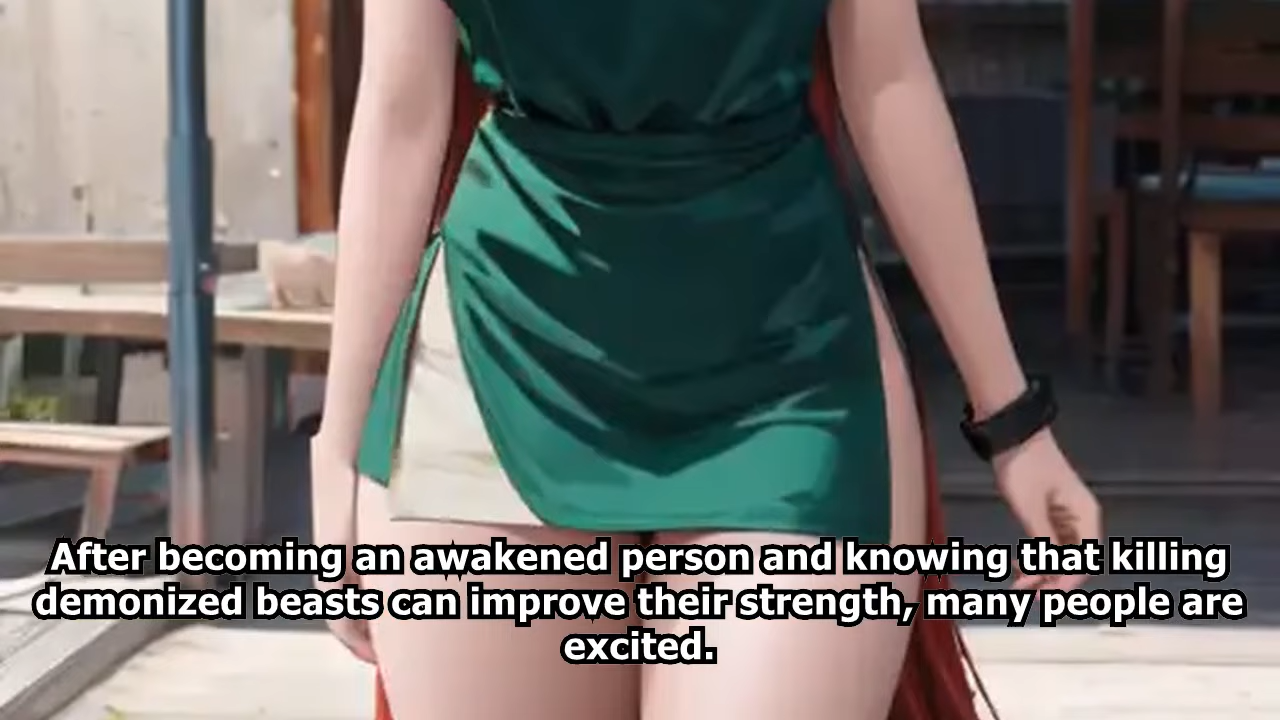 After becoming an awakened person and knowing that killing
demonized beasts can improve their strength, many people are
excited.